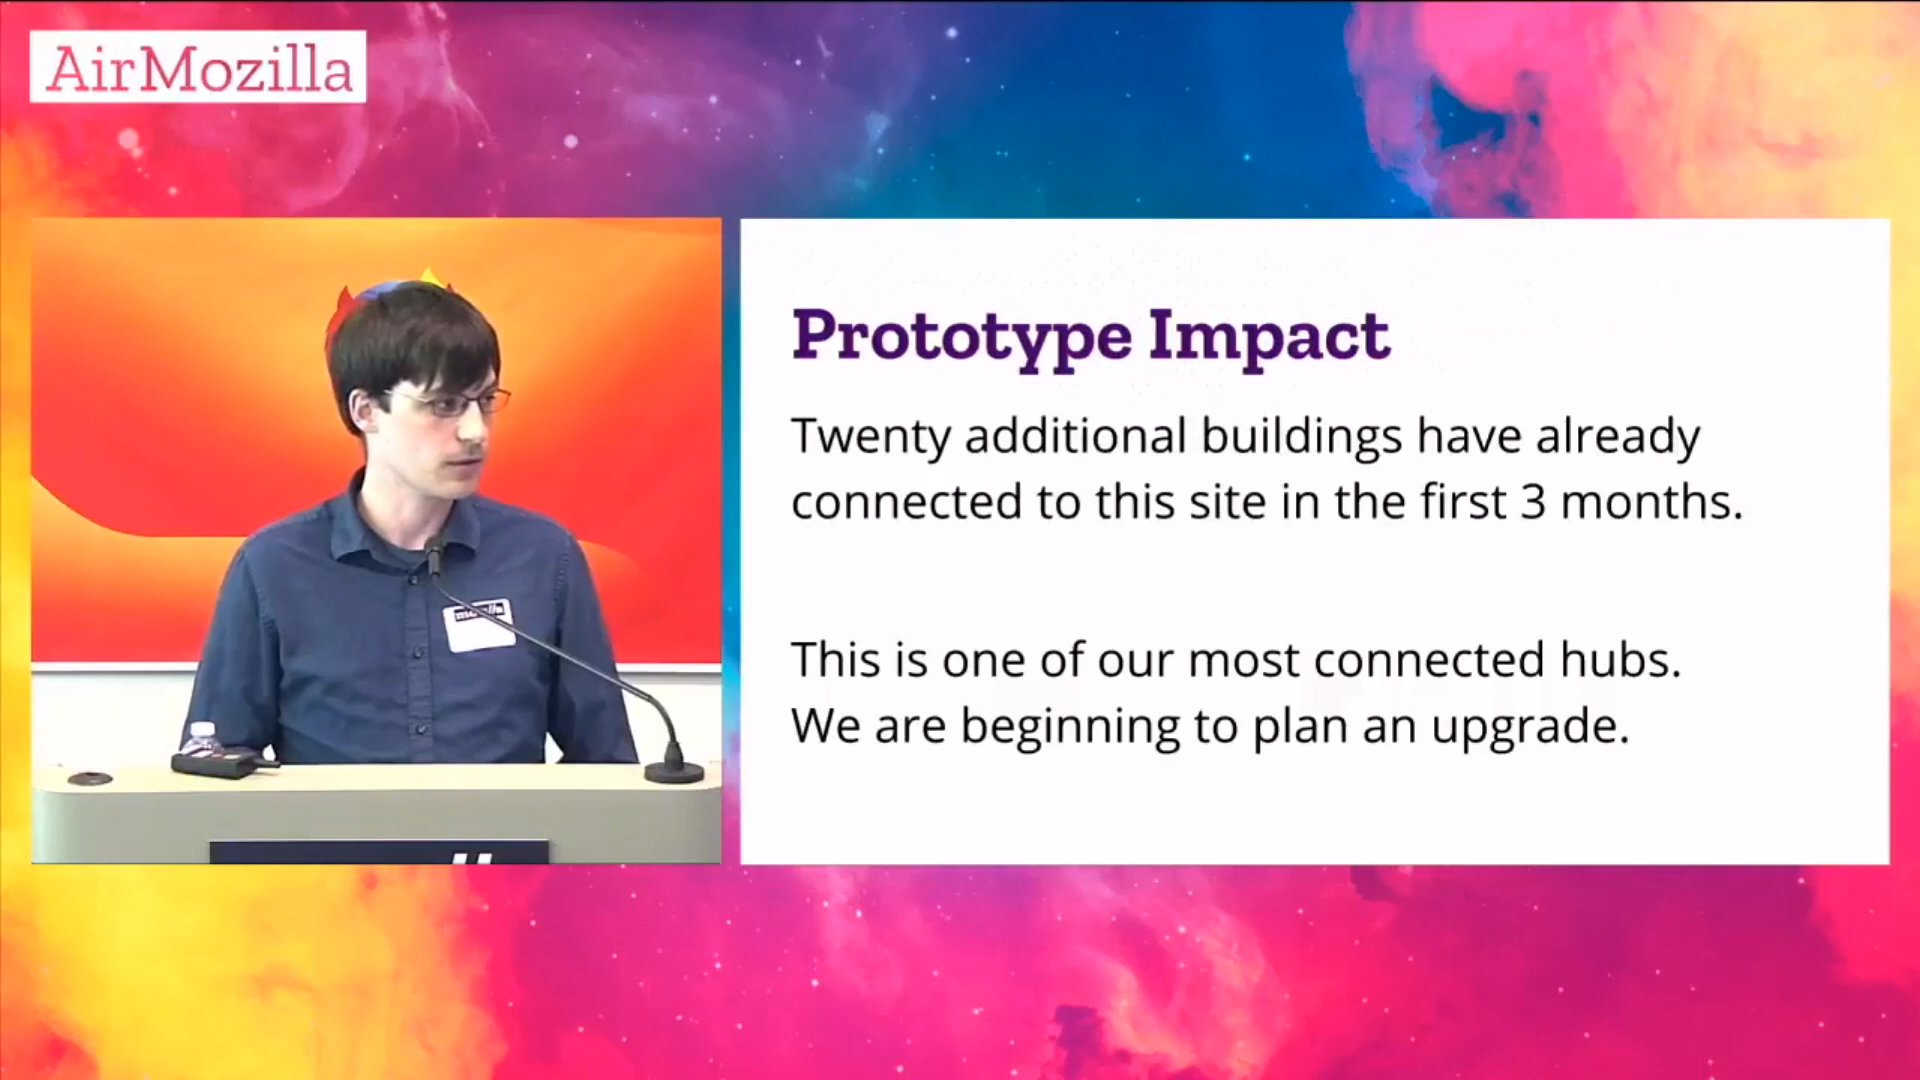 AirMozilla
Prototype Impact
Twenty additional buildings have already
connected to this site in the first 3 months.
This is one of our most connected hubs.
We are beginning to plan an upgrade.